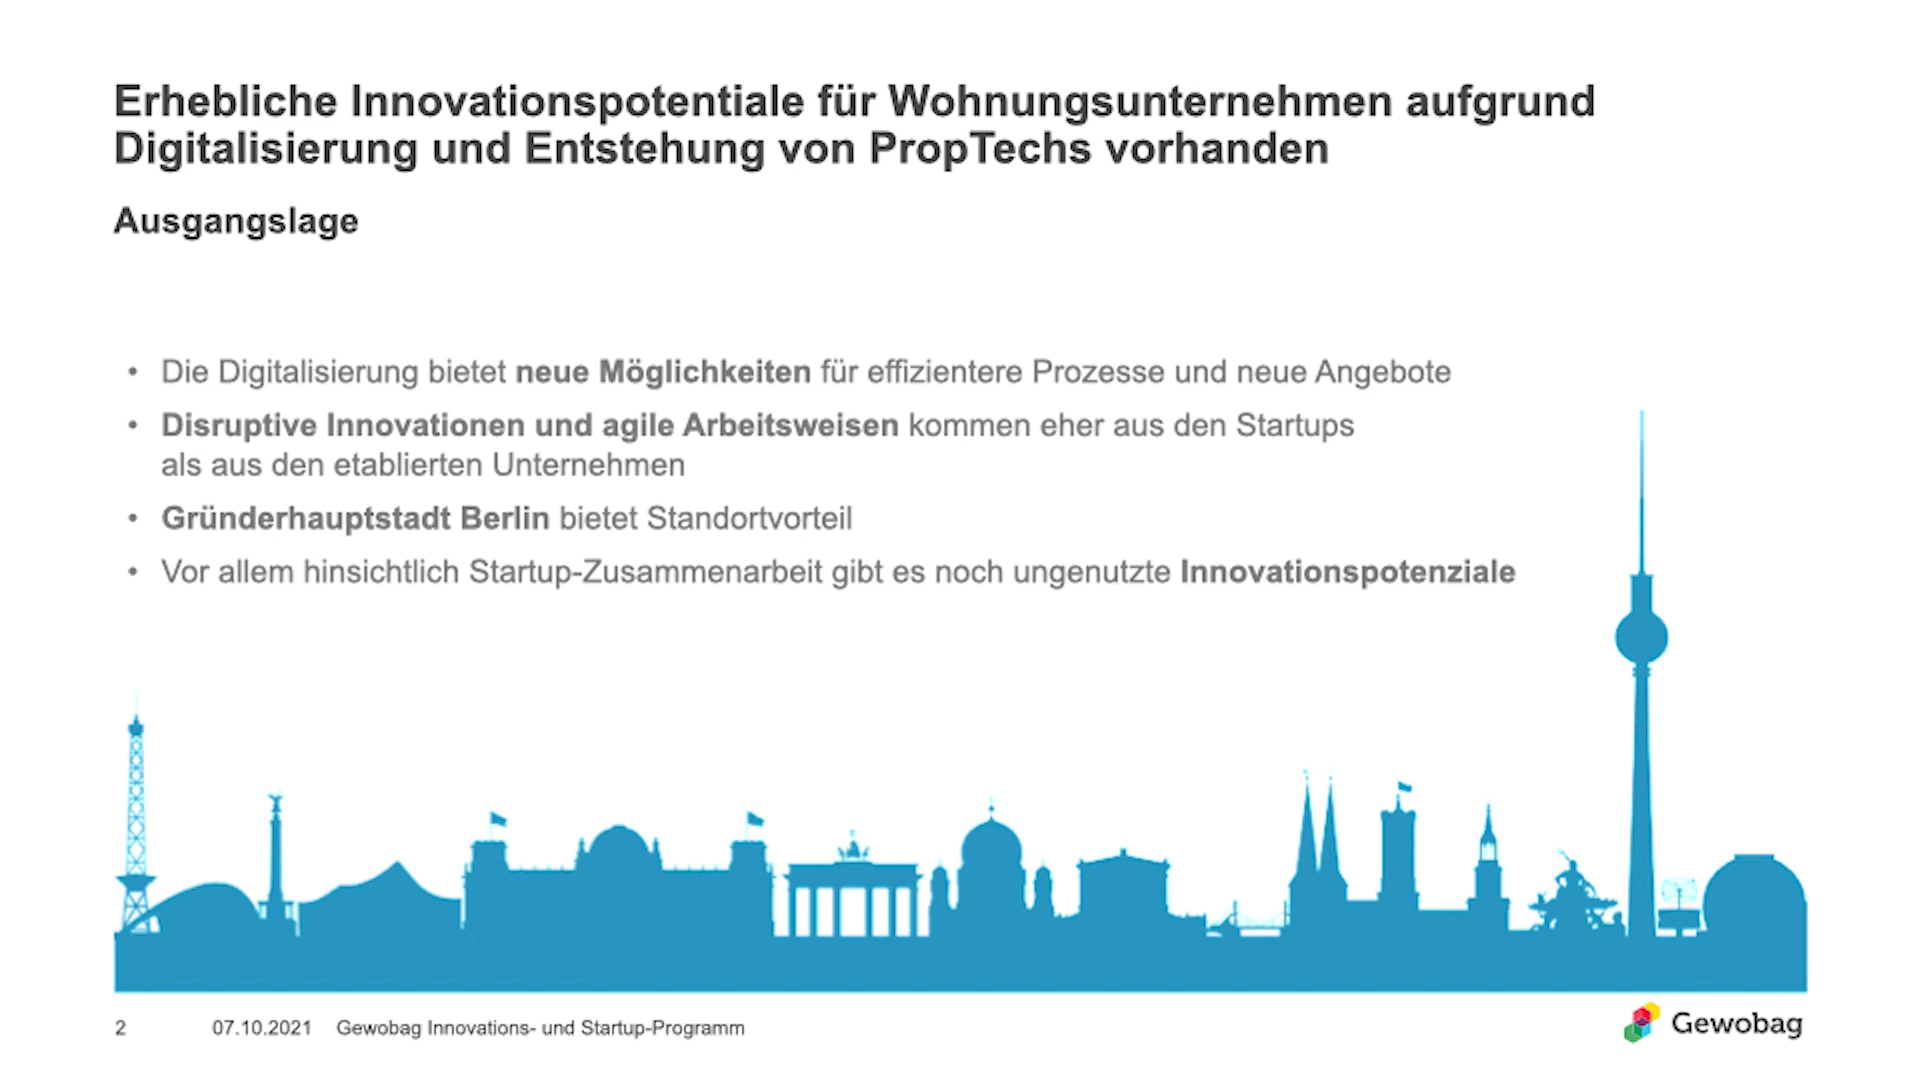 Erhebliche Innovationspotentiale für Wohnungsunternehmen aufgrund
Digitalisierung und Entstehung von PropTechs vorhanden
Ausgangslage
• Die Digitalisierung bietet neue Möglichkeiten für effizientere Prozesse und neue Angebote
• Disruptive Innovationen und agile Arbeitsweisen kommen eher aus den Startups
als aus den etablierten Unternehmen
• Gründerhauptstadt Berlin bietet Standortvorteil
• Vor allem hinsichtlich Startup-Zusammenarbeit gibt es noch ungenutzte Innovationspotenziale
2 07.10.2021 Gewobag Innovations- und Startup-Programm
Gewobag